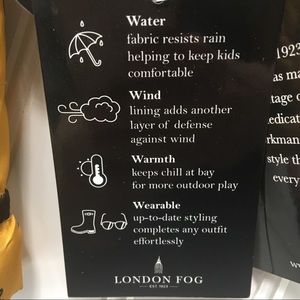 Water
fabric resists rain
helping to keep kids
comfortable
Wind
lining adds another
layer of defense
against wind
Warmth
keeps chill at bay
for more outdoor play
Wearable
up-to-date styling
completes any outfit
effortlessly
LONDON FOG
EST 1923
1923
as ma
tage o
edicat
rkman
style th
every
w